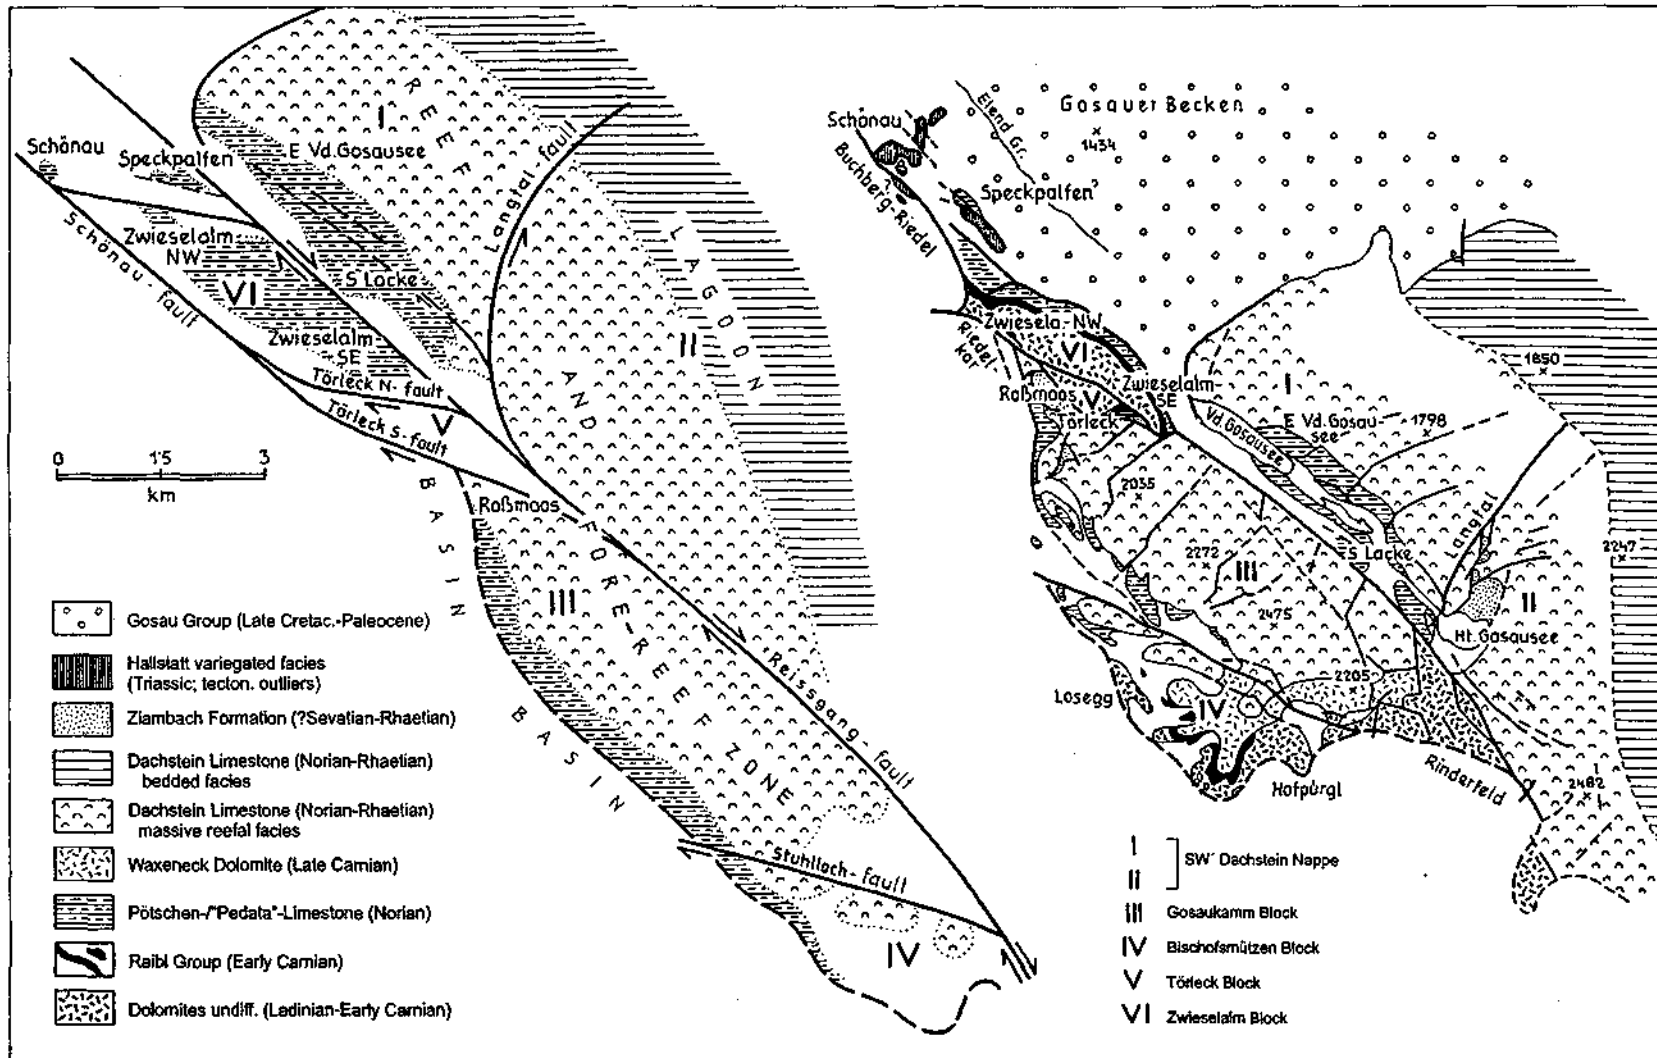 REEF
AND
FORE-REEF ZONE
LAGOON
BASIN
BASIN
I
II
III
IV
V
VI
Schönau
Speckpalfen
E Vd.Gosausee
Langtal-fault
Zwieselalm-
NW
S Lacke
Schönau-fault
Zwieselalm-
SE
Törleck N-fault
Törleck S-fault
Roßmoos
Reissgang-fault
Stuhlloch-fault
0 1'5 3
km
Gosau Group (Late Cretac.-Paleocene)
Hallstatt variegated facies
(Triassic; tecton. outliers)
Zlambach Formation (?Sevatian-Rhaetian)
Dachstein Limestone (Norian-Rhaetian)
bedded facies
Dachstein Limestone (Norian-Rhaetian)
massive reefal facies
Waxeneck Dolomite (Late Carnian)
Pötschen-/"Pedata"-Limestone (Norian)
Raibl Group (Early Carnian)
Dolomites undiff. (Ladinian-Early Carnian)
Gosauer Becken
1434
Elend Gr.
Schönau
Buchberg-Riedel
Speckpalfen
Zwiesela.-NW
VI
Riedel
kar
Roßmoos
V
Törleck
Zwieselalm-
SE
I
1850
Vd.Gosausee
E Vd.Gosau-
see
1798
2035
2272
III
2475
S Lacke
Langtal
2247
II
Ht.Gosausee
2205
Losegg
IV
Hofpürgl
Rinderfeld
2482
I
II
SW´ Dachstein Nappe
III Gosaukamm Block
IV Bischofsmützen Block
V Törleck Block
VI Zwieselalm Block